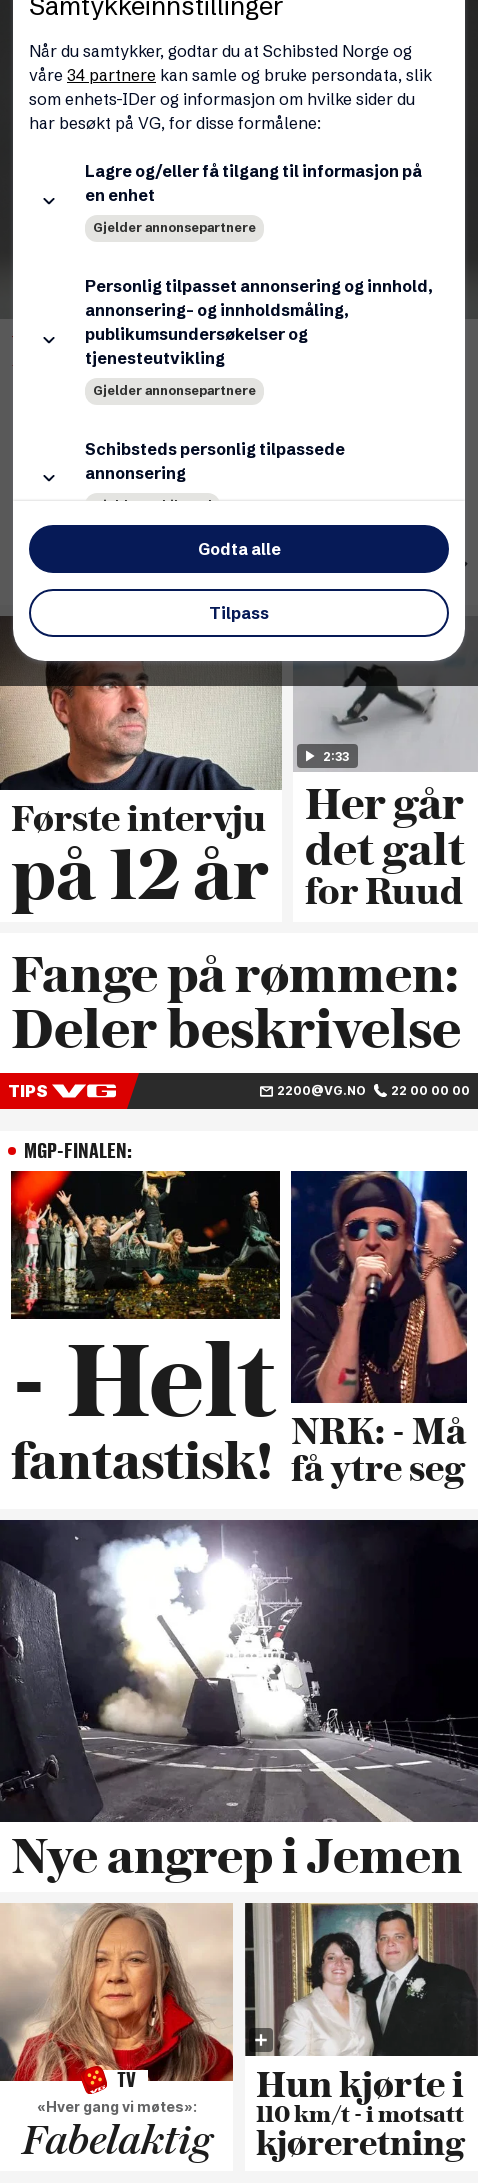 Samtykkeinnstillinger
Når du samtykker, godtar du at Schibsted Norge og
våre 34 partnere kan samle og bruke persondata, slik
som enhets-IDer og informasjon om hvilke sider du
har besøkt på VG, for disse formålene:
Lagre og/eller få tilgang til informasjon på
en enhet
Gjelder annonsepartnere
Personlig tilpasset annonsering og innhold,
annonsering- og innholdsmåling,
publikumsundersøkelser og
tjenesteutvikling
Gjelder annonsepartnere
Schibsteds personlig tilpassede
annonsering
Godta alle
Tilpass
2:33
Første intervju
på 12 år
Her går
det galt
for Ruud
Fange på rømmen:
Deler beskrivelse
TIPS VG 2200@VG.NO 22 00 00 00
MGP-FINALEN:
- Helt
fantastisk!
NRK: - Må
få ytre seg
Nye angrep i Jemen
TV
«Hver gang vi møtes»:
Fabelaktig
Hun kjørte i
110 km/t - i motsatt
kjøreretning